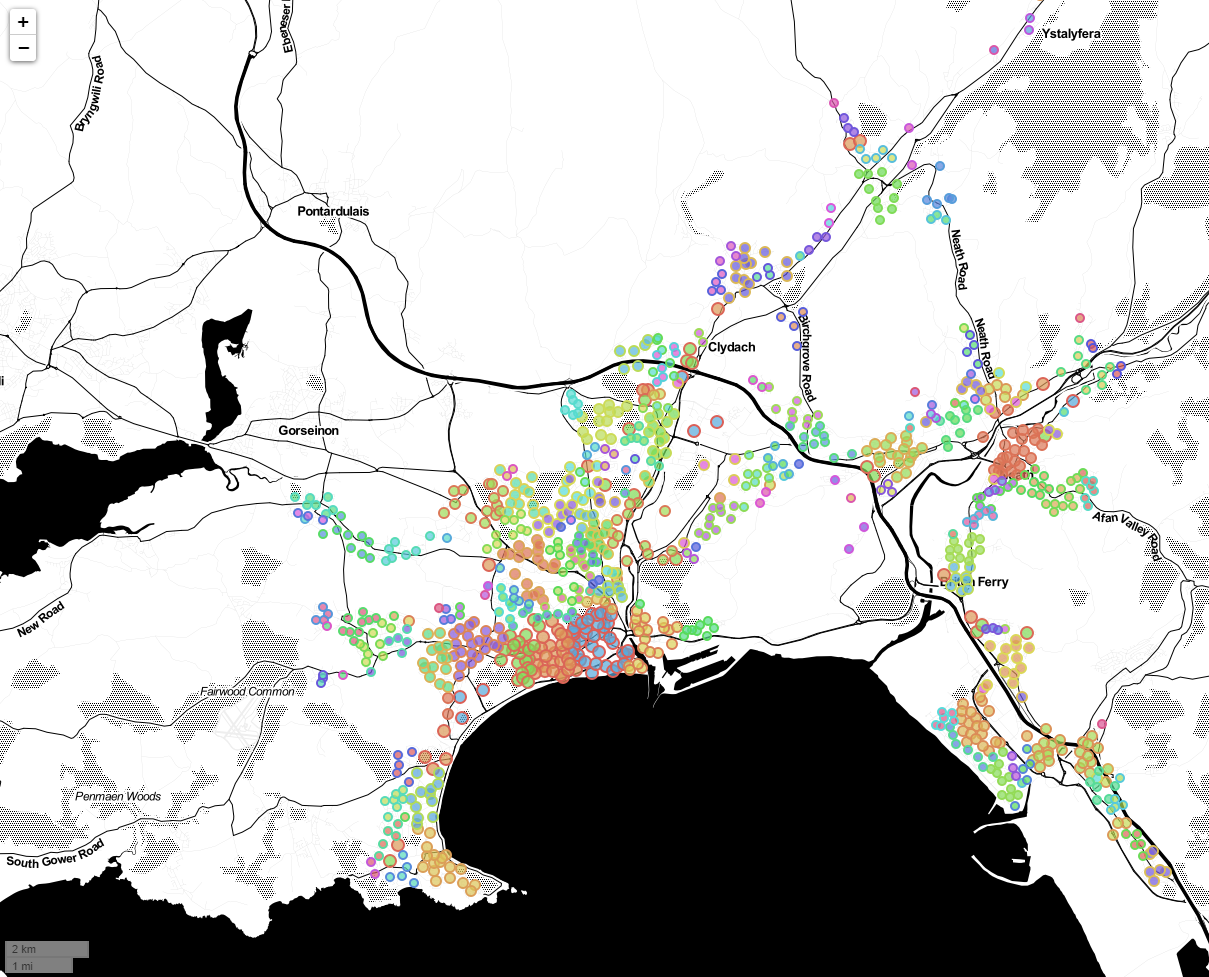 +
−
Ebeneser
Ystalyfera
Bryngwili Road
Pontardulais
Neath Road
Clydach
Birchgrove Road
Neath Road
Gorseinon
Afan Valley Road
Ferry
New Road
Fairwood Common
Penmaen Woods
South Gower Road
2 km
1 mi